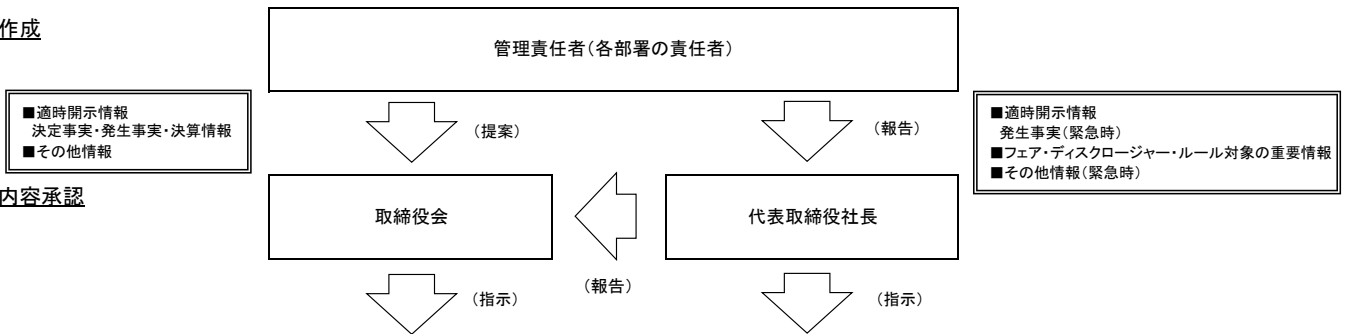 作成
管理責任者(各部署の責任者)
■適時開示情報
決定事実・発生事実・決算情報
■その他情報
(提案)
(報告)
■適時開示情報
発生事実(緊急時)
■フェア・ディスクロージャー・ルール対象の重要情報
■その他情報(緊急時)
内容承認
取締役会
代表取締役社長
(報告)
(指示)
(指示)